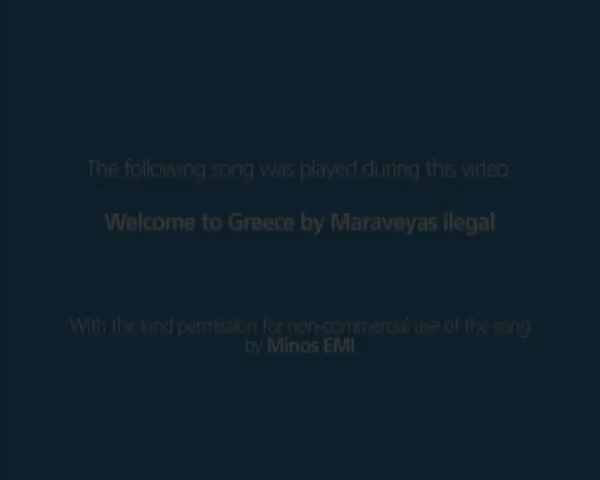 The following song was played during this video
Welcome to Greece by Maraveyas ilegal
With the kind permission for non-commercial use of the song
by Minos EMI